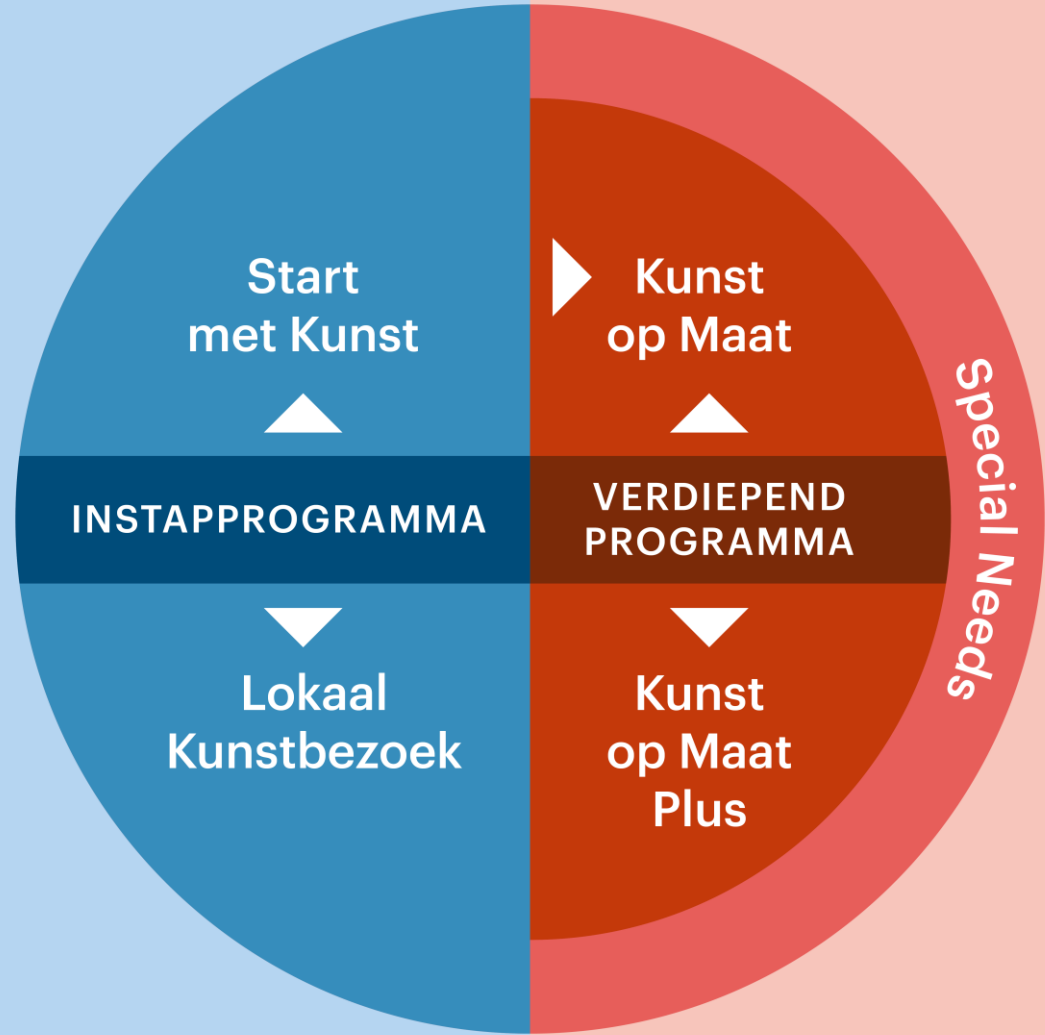 Start
met Kunst
INSTAPPROGRAMMA
Lokaal
Kunstbezoek
Kunst
op Maat
VERDIEPEND
PROGRAMMA
Kunst
op Maat
Plus
Special Needs